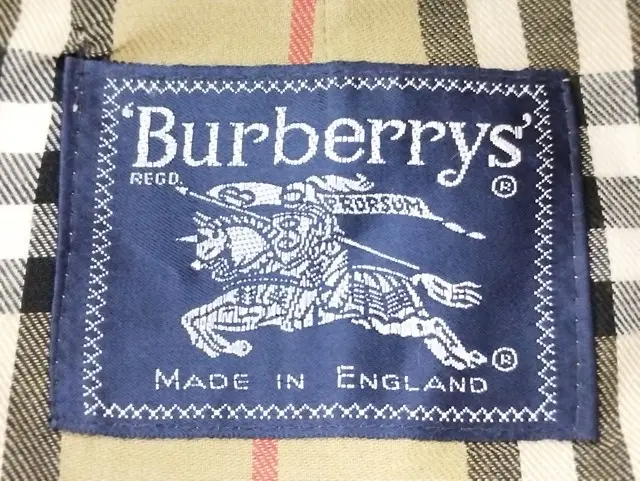 'Burberrys'
REGD. ®
PRORSUM
®
MADE IN ENGLAND